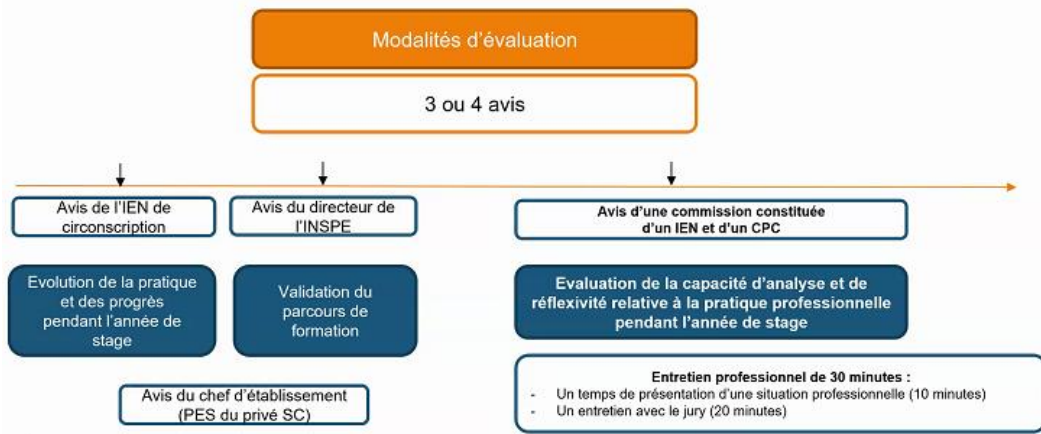 Modalités d'évaluation
3 ou 4 avis
Avis de l'IEN de
circonscription
Avis du directeur de
l'INSPE
Avis d'une commission constituée
d'un IEN et d'un CPC
Evolution de la pratique
et des progrès
pendant l'année de
stage
Validation du
parcours de
formation
Evaluation de la capacité d'analyse et de
réflexivité relative à la pratique professionnelle
pendant l'année de stage
Avis du chef d'établissement
(PES du privé SC)
Entretien professionnel de 30 minutes :
- Un temps de présentation d'une situation professionnelle (10 minutes)
- Un entretien avec le jury (20 minutes)